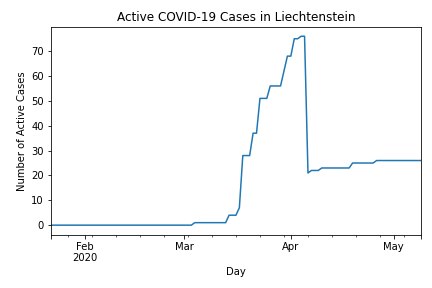 Active COVID-19 Cases in Liechtenstein
Number of Active Cases
70
60
50
40
30
20
10
0
Feb
2020
Mar
Apr
May
Day